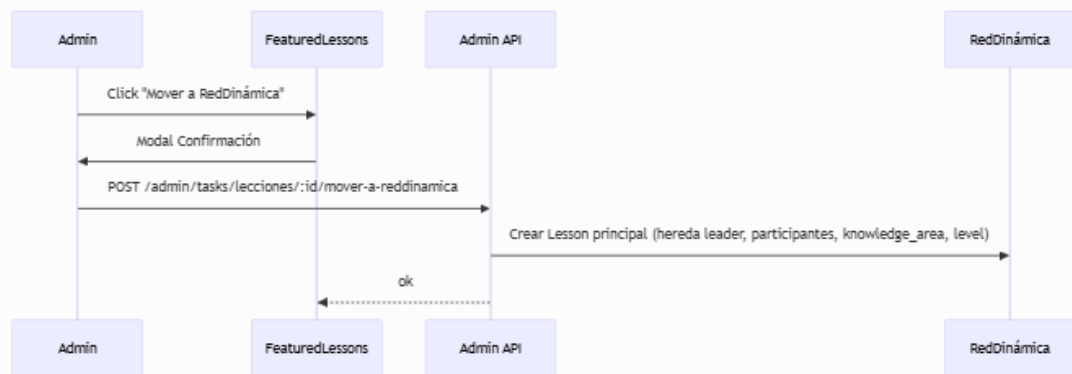 Admin
FeaturedLessons
Admin API
RedDinámica
Click "Mover a RedDinámica"
Modal Confirmación
POST /admin/tasks/lecciones/:id/mover-a-reddinamica
Crear Lesson principal (hereda leader, participantes, knowledge_area, level)
ok
Admin
FeaturedLessons
Admin API
RedDinámica